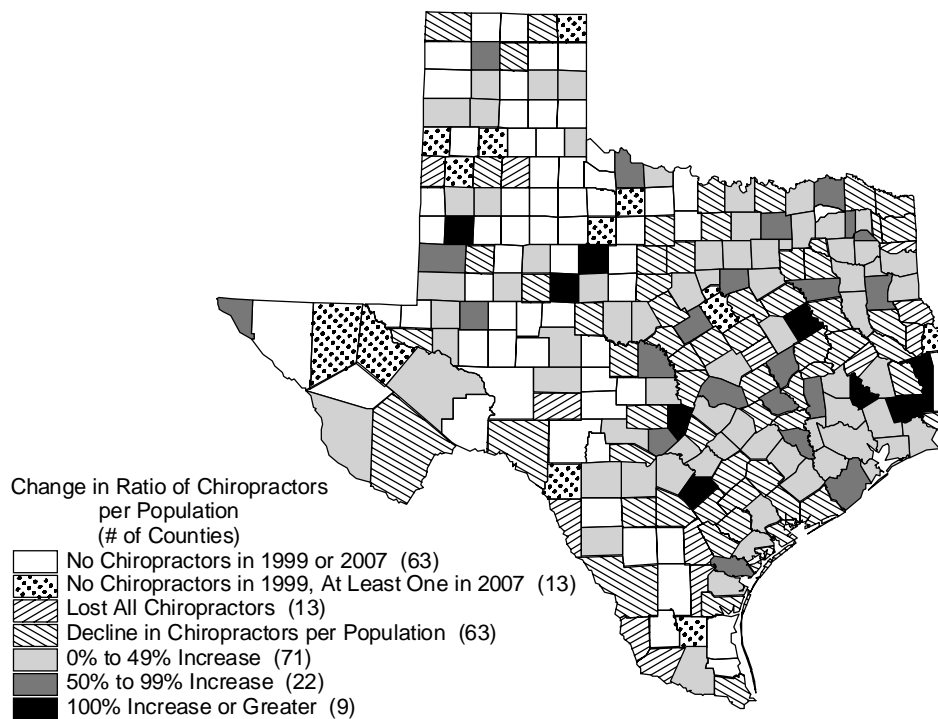 Change in Ratio of Chiropractors
per Population
(# of Counties)
No Chiropractors in 1999 or 2007 (63)
No Chiropractors in 1999, At Least One in 2007 (13)
Lost All Chiropractors (13)
Decline in Chiropractors per Population (63)
0% to 49% Increase (71)
50% to 99% Increase (22)
100% Increase or Greater (9)